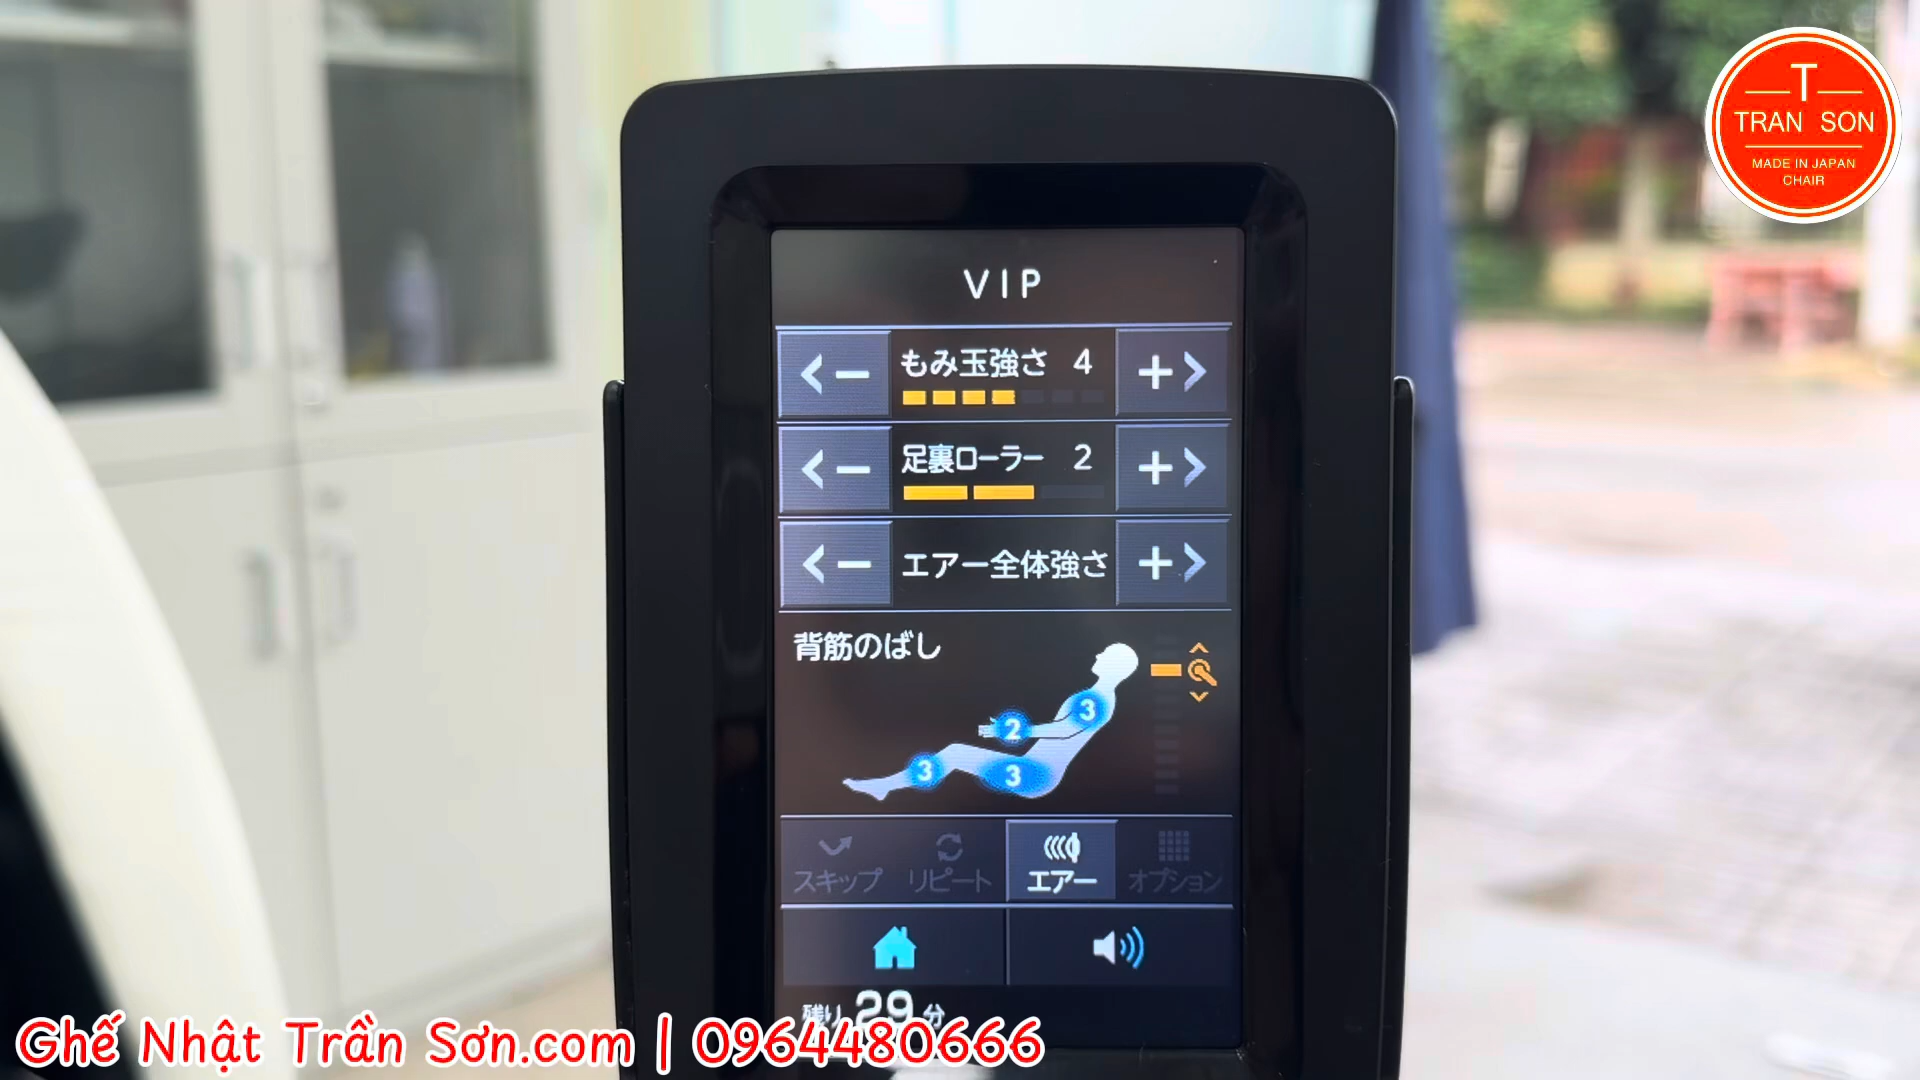 T
TRAN SON
MADE IN JAPAN
CHAIR
VIP
もみ玉強さ 4
足裏ローラー 2
エアー全体強さ
背筋のばし
3
2
3
3
スキップ リピート エアー オプション
残り 29 分
Ghế Nhật Trần Sơn.com | 0964480666